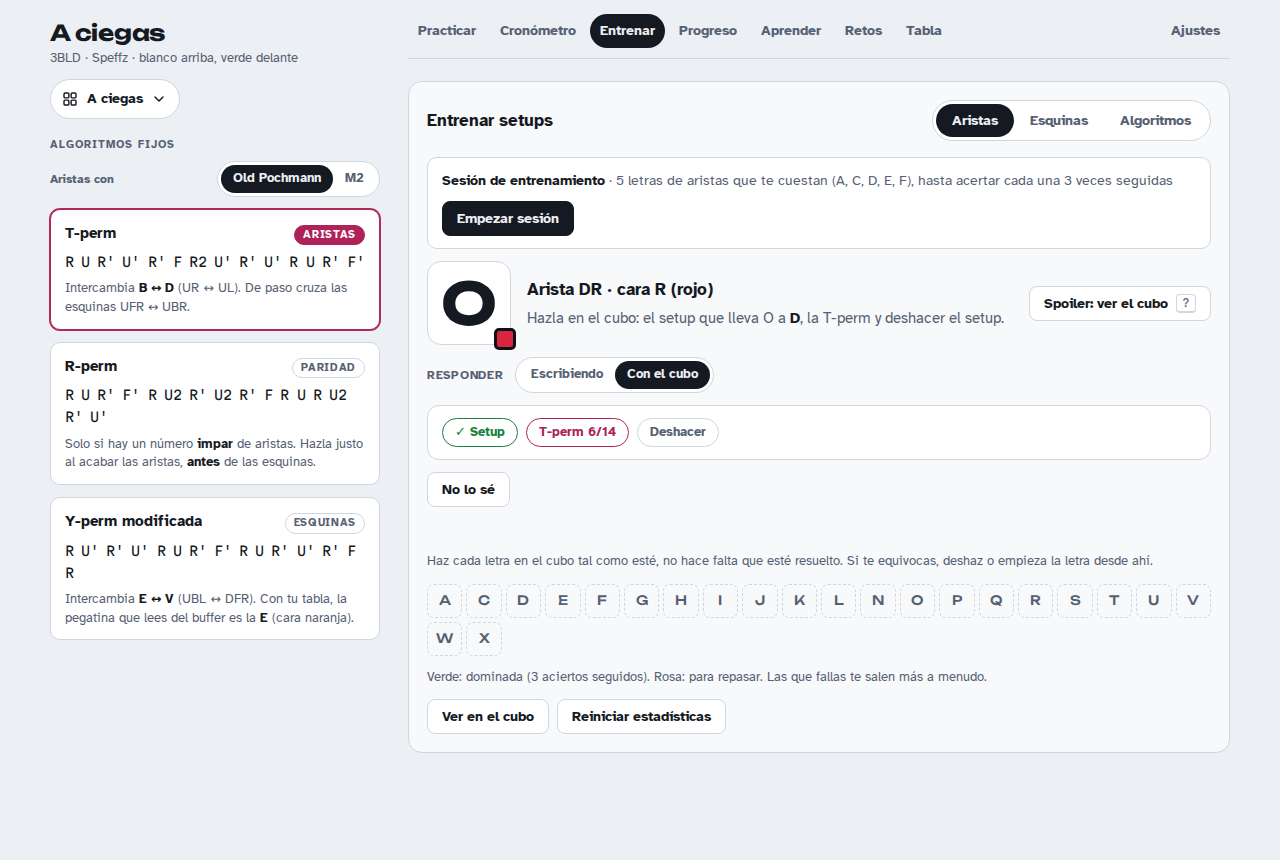 A ciegas
3BLD · Speffz · blanco arriba, verde delante
A ciegas
ALGORITMOS FIJOS
Aristas con
Old Pochmann
M2
T-perm
ARISTAS
R U R' U' R' F R2 U' R' U' R U R' F'
Intercambia B ↔ D (UR ↔ UL). De paso cruza las
esquinas UFR ↔ UBR.
R-perm
PARIDAD
R U R' F' R U2 R' U2 R' F R U R U2
R' U'
Solo si hay un número impar de aristas. Hazla justo
al acabar las aristas, antes de las esquinas.
Y-perm modificada
ESQUINAS
R U' R' U' R U R' F' R U R' U' R' F
R
Intercambia E ↔ V (UBL ↔ DFR). Con tu tabla, la
pegatina que lees del buffer es la E (cara naranja).
Practicar
Cronómetro
Entrenar
Progreso
Aprender
Retos
Tabla
Ajustes
Entrenar setups
Aristas
Esquinas
Algoritmos
Sesión de entrenamiento · 5 letras de aristas que te cuestan (A, C, D, E, F), hasta acertar cada una 3 veces seguidas
Empezar sesión
O
Arista DR · cara R (rojo)
Hazla en el cubo: el setup que lleva O a D, la T-perm y deshacer el setup.
Spoiler: ver el cubo ?
RESPONDER
Escribiendo
Con el cubo
✓ Setup
T-perm 6/14
Deshacer
No lo sé
Haz cada letra en el cubo tal como esté, no hace falta que esté resuelto. Si te equivocas, deshaz o empieza la letra desde ahí.
A C D E F G H I J K L N O P Q R S T U V
W X
Verde: dominada (3 aciertos seguidos). Rosa: para repasar. Las que fallas te salen más a menudo.
Ver en el cubo
Reiniciar estadísticas